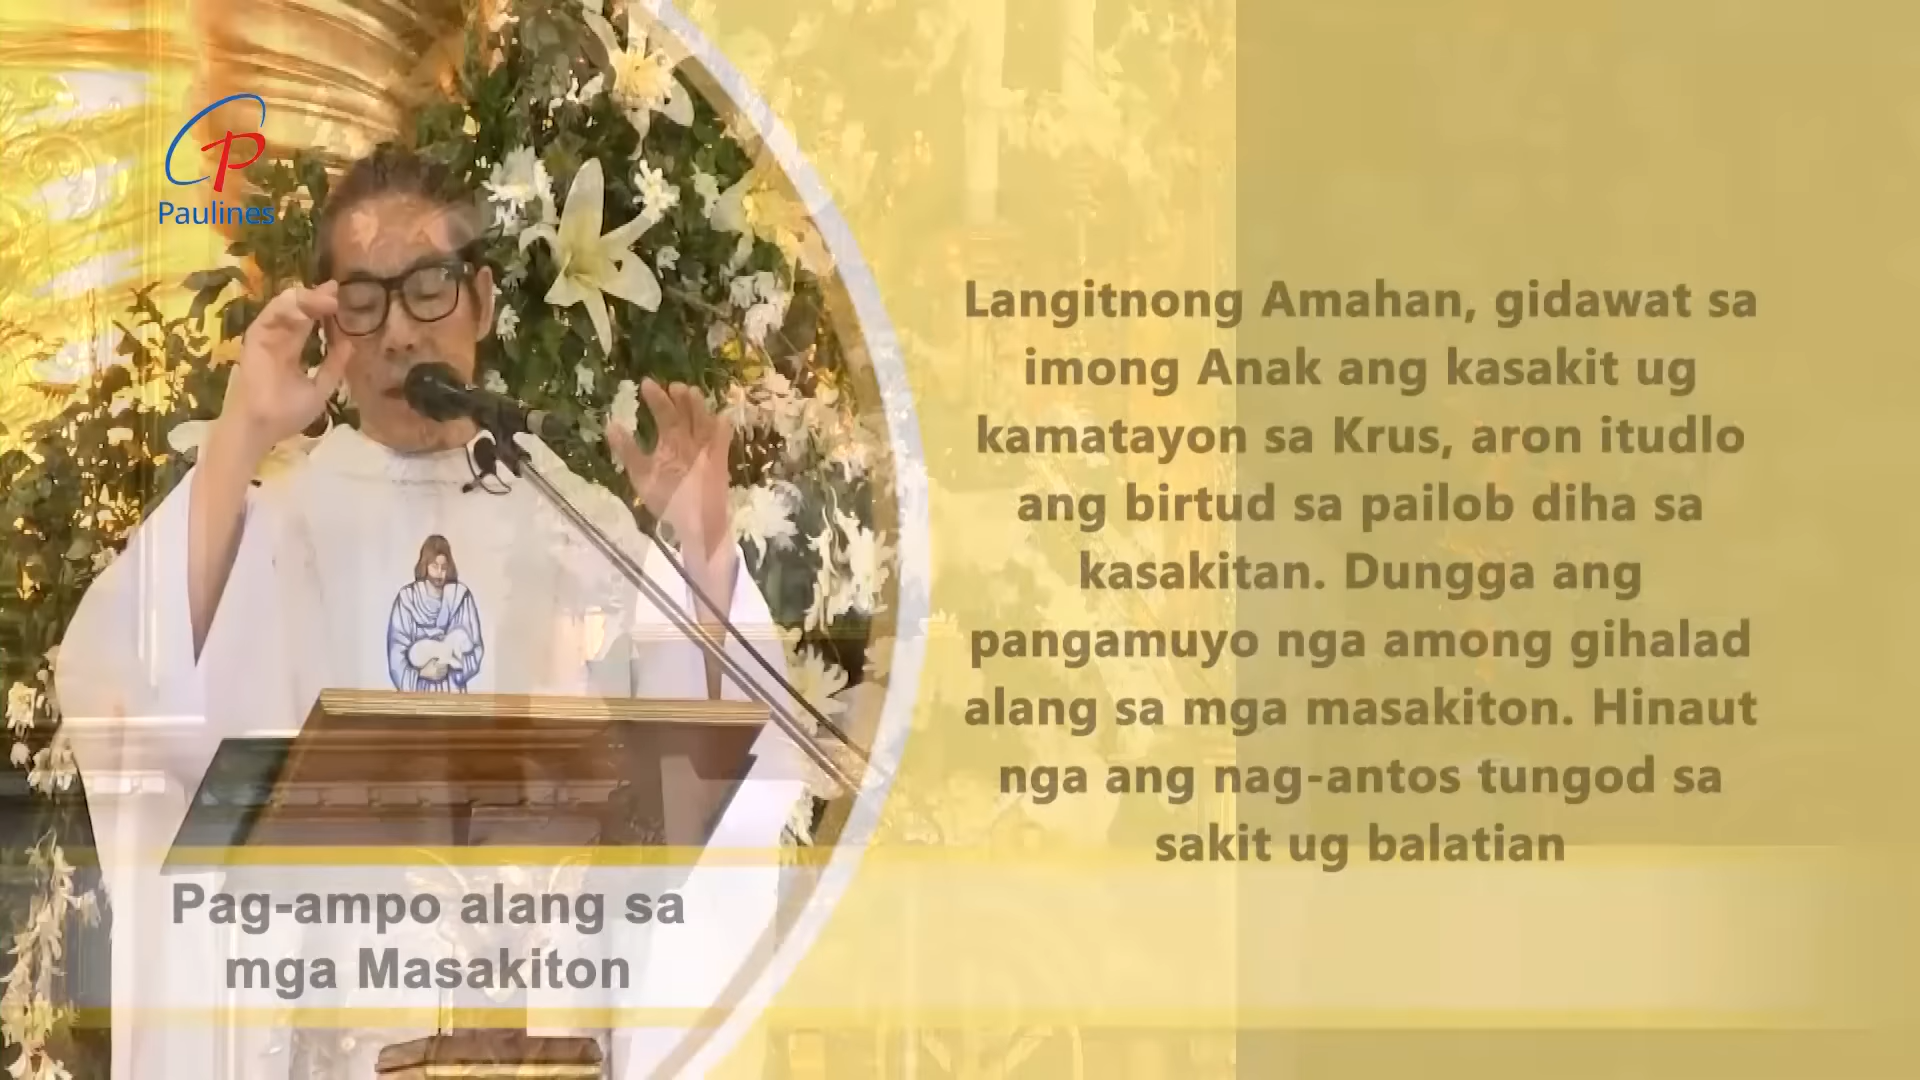 Paulines
Langitnong Amahan, gidawat sa
imong Anak ang kasakit ug
kamatayon sa Krus, aron itudlo
ang birtud sa pailob diha sa
kasakitan. Dungga ang
pangamuyo nga among gihalad
alang sa mga masakiton. Hinaut
nga ang nag-antos tungod sa
sakit ug balatian
Pag-ampo alang sa
mga Masakiton